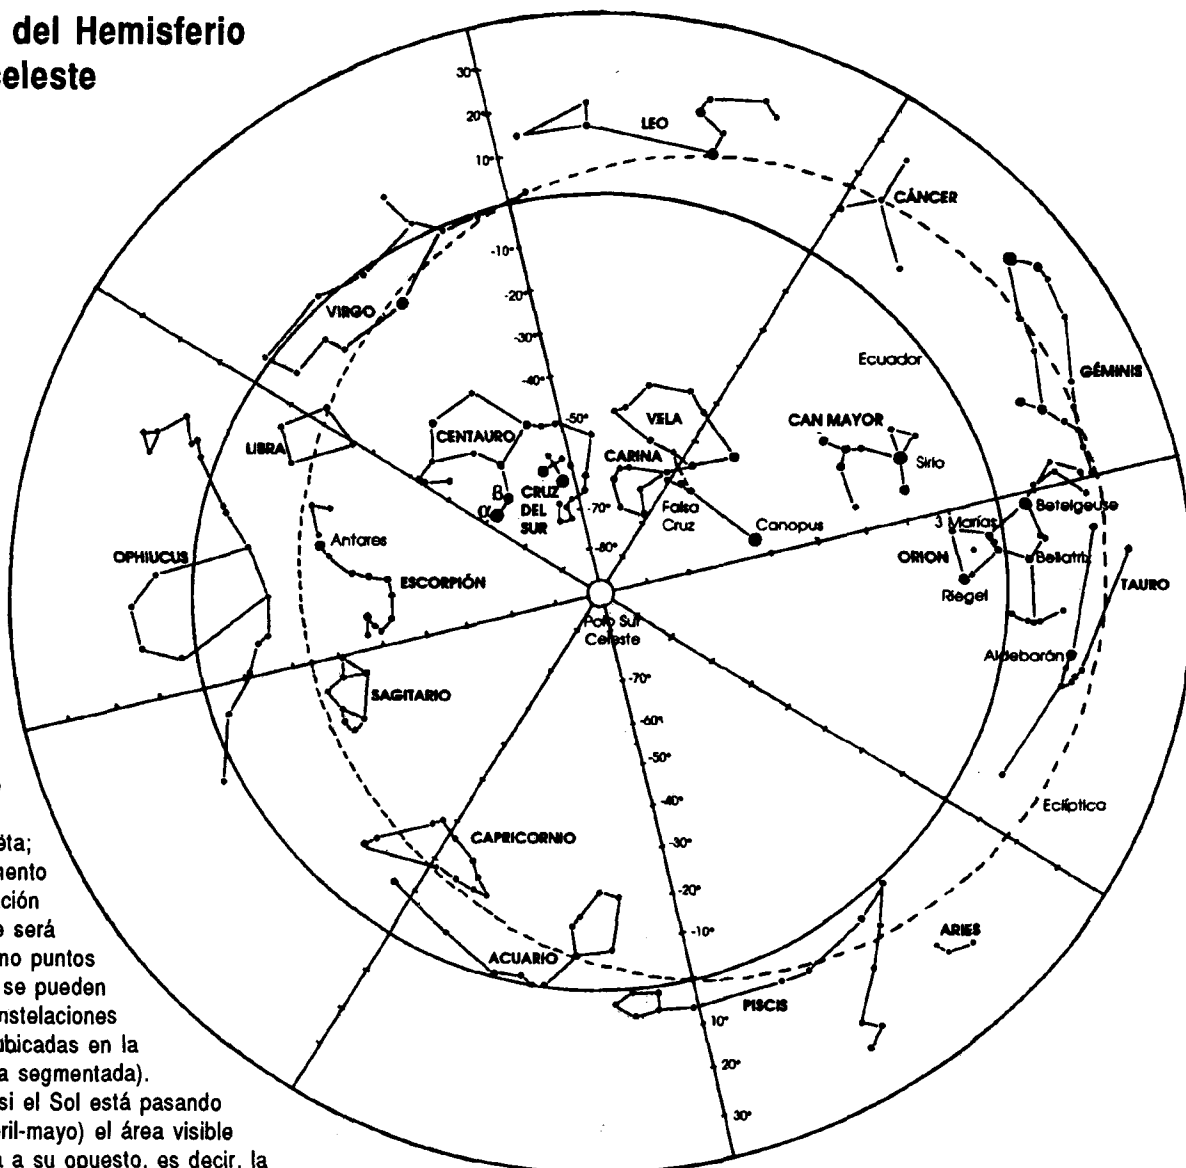 del Hemisferio
celeste
30°
20°
10°
-10°
-20°
-30°
-40°
-50°
-70°
-80°
LEO
CÁNCER
VIRGO
Ecuador
GÉMINIS
CAN MAYOR
VELA
CENTAURO
LIBRA
CARINA
Sirio
β
α
CRUZ
DEL
SUR
Falsa
Cruz
Canopus
Betelgeuse
3 Marías
ORION
Bellatrix
Riegel
TAURO
Antares
OPHIUCUS
ESCORPIÓN
Polo Sur
Celeste
Aldebarán
SAGITARIO
-70°
-60°
-50°
-40°
-30°
-20°
-10°
10°
20°
30°
Eclíptica
CAPRICORNIO
ACUARIO
ARIES
PISCIS
mento
ción
e será
no puntos
se pueden
nstelaciones
ubicadas en la
a segmentada).
si el Sol está pasando
ril-mayo) el área visible
a a su opuesto, es decir, la